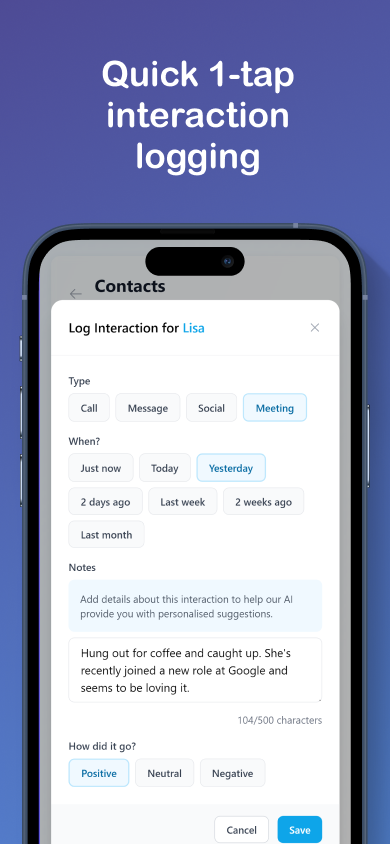 Quick 1-tap
interaction
logging
Contacts
Log Interaction for Lisa
Type
Call Message Social Meeting
When?
Just now Today Yesterday
2 days ago Last week 2 weeks ago
Last month
Notes
Add details about this interaction to help our AI
provide you with personalised suggestions.
Hung out for coffee and caught up. She's
recently joined a new role at Google and
seems to be loving it.
104/500 characters
How did it go?
Positive Neutral Negative
Cancel Save